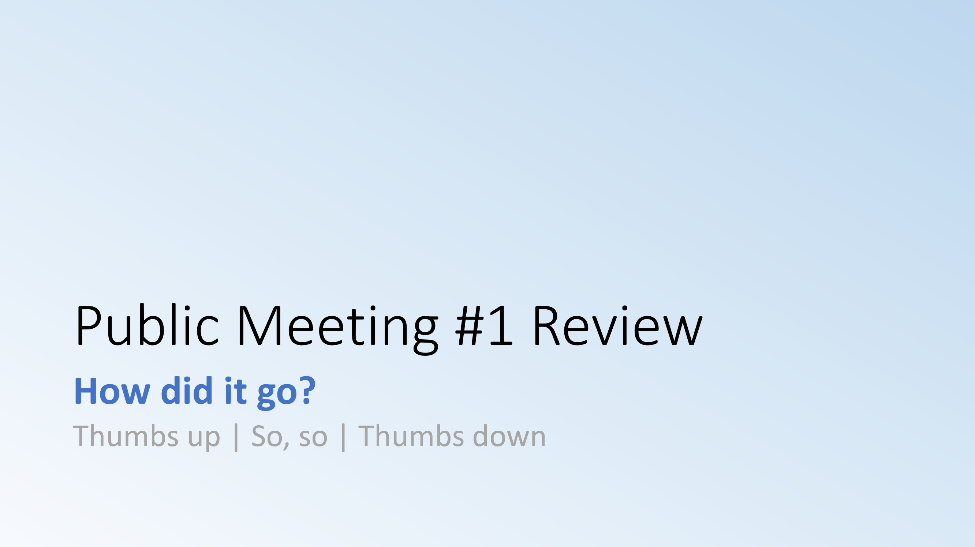 Public Meeting #1 Review
How did it go?
Thumbs up | So, so | Thumbs down